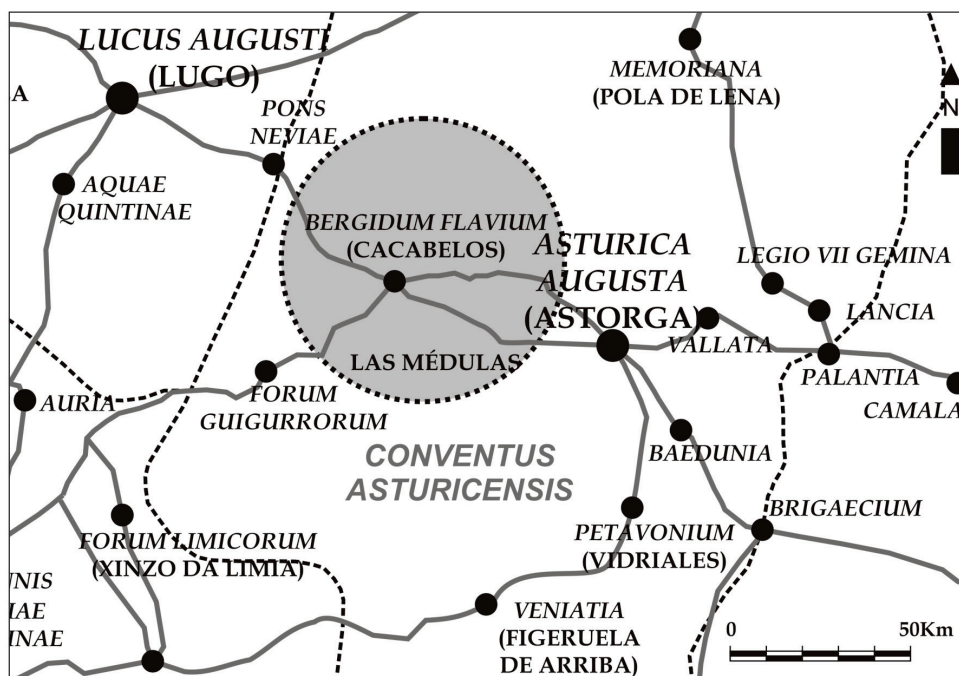 LUCUS AUGUSTI
(LUGO)
A
PONS
NEVIAE
MEMORIANA
(POLA DE LENA)
N
AQUAE
QUINTINAE
BERGIDUM FLAVIUM
(CACABELOS)
ASTURICA
AUGUSTA
(ASTORGA)
LEGIO VII GEMINA
LANCIA
VALLATA
PALANTIA
CAMALA
LAS MÉDULAS
FORUM
GUIGURRORUM
AURIA
CONVENTUS
ASTURICENSIS
BAEDUNIA
BRIGAECIUM
PETAVONIUM
(VIDRIALES)
FORUM LIMICORUM
(XINZO DA LIMIA)
NIS
IAE
INAE
VENIATIA
(FIGERUELA
DE ARRIBA)
0 50Km